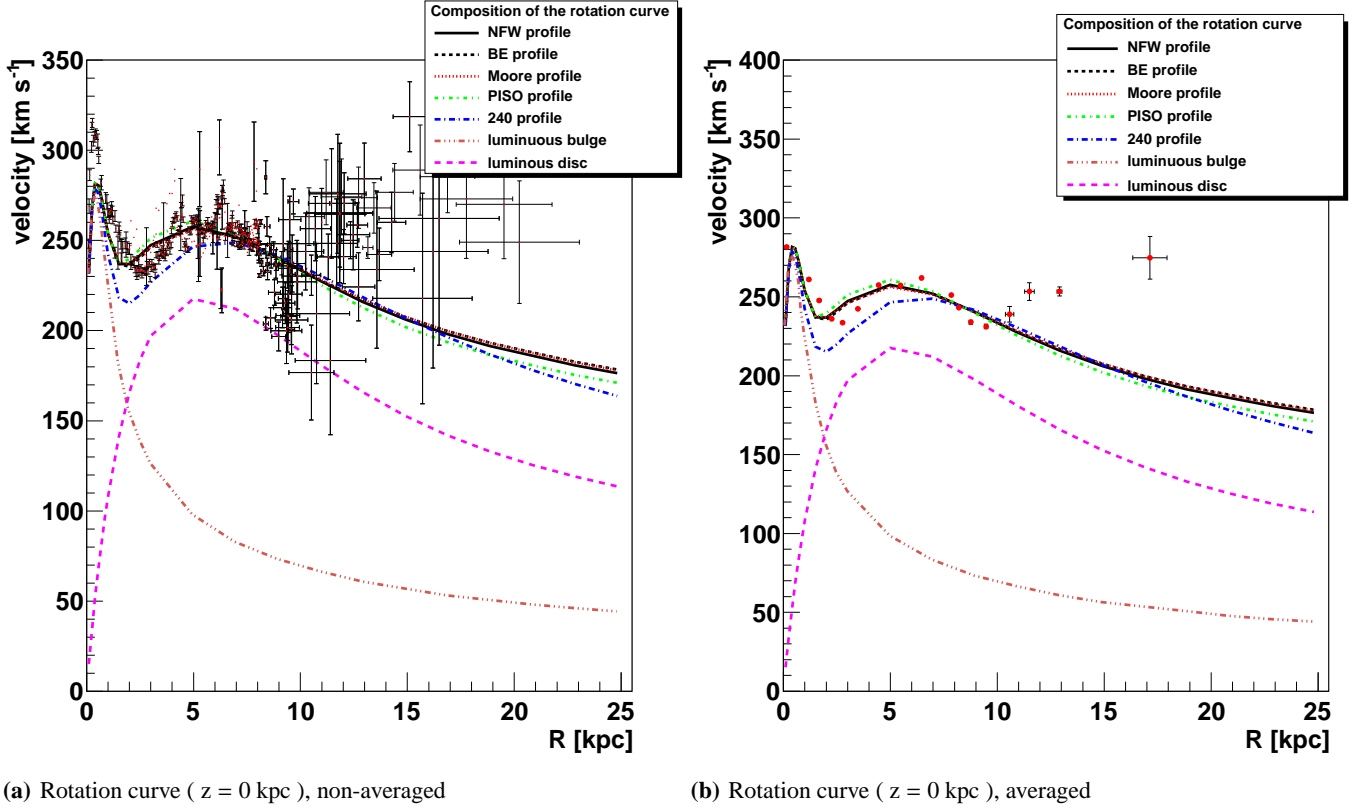 Composition of the rotation curve
NFW profile
BE profile
Moore profile
PISO profile
240 profile
luminuous bulge
luminous disc
velocity [km s⁻¹]
350
300
250
200
150
100
50
0
0 5 10 15 20 25
R [kpc]
(a) Rotation curve ( z = 0 kpc ), non-averaged
Composition of the rotation curve
NFW profile
BE profile
Moore profile
PISO profile
240 profile
luminuous bulge
luminous disc
velocity [km s⁻¹]
400
350
300
250
200
150
100
50
0
0 5 10 15 20 25
R [kpc]
(b) Rotation curve ( z = 0 kpc ), averaged